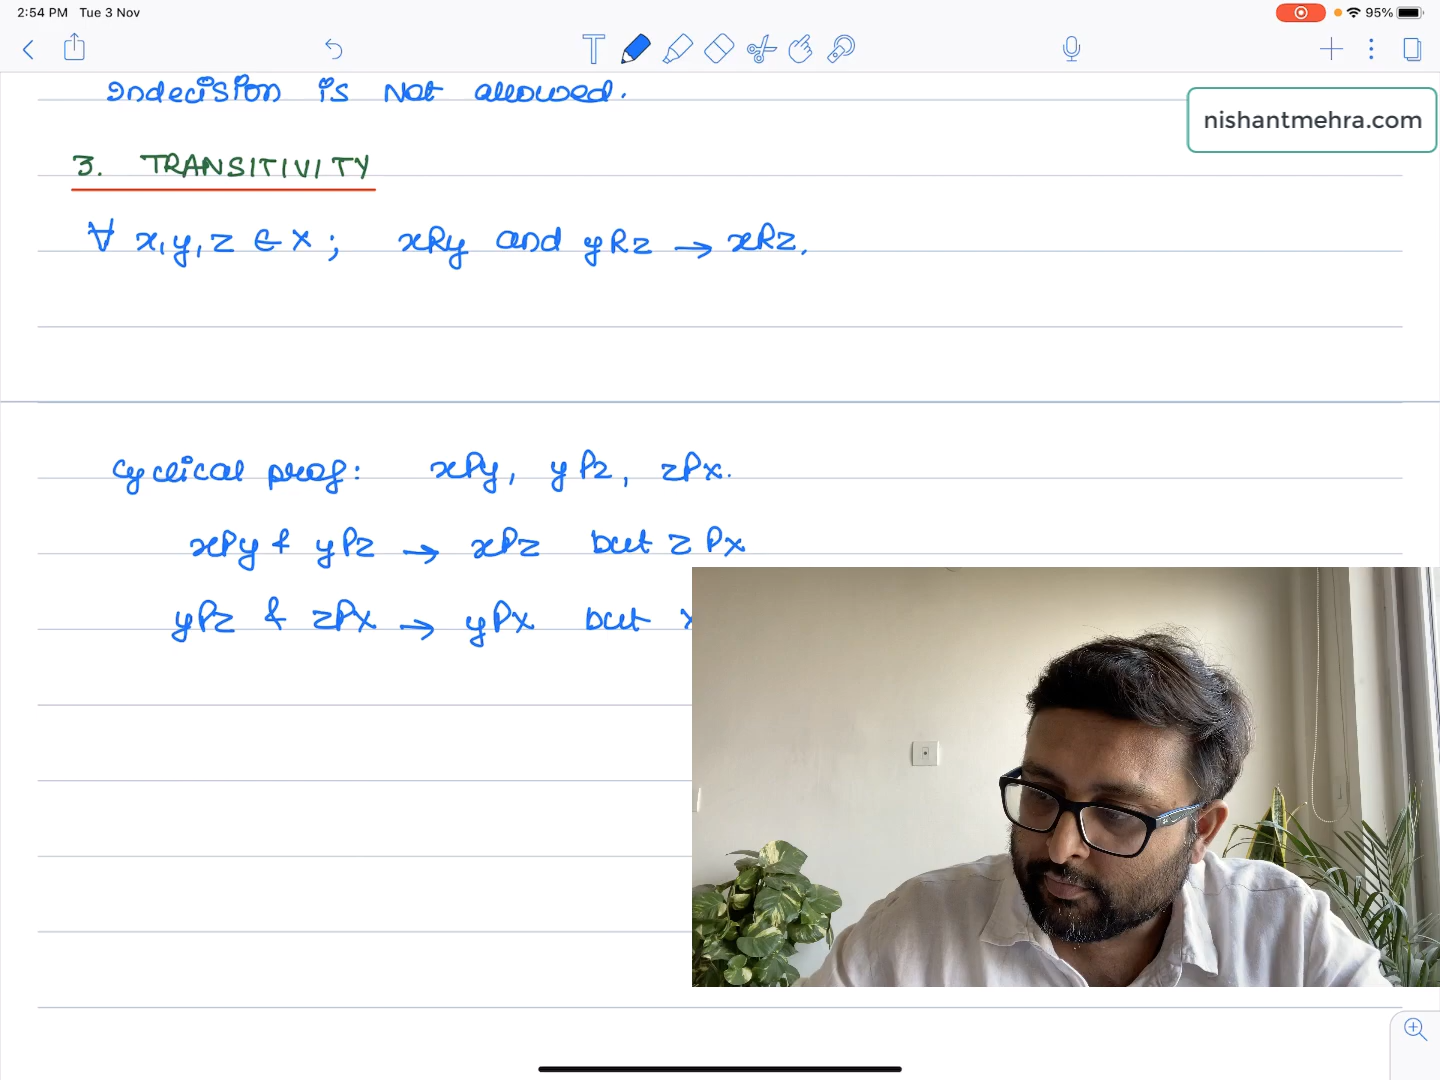 2:54 PM Tue 3 Nov
95%
T
Indecision is Not allowed.
nishantmehra.com
3. TRANSITIVITY
∀ x, y, z ∈ X ; xRy and yRz → xRz.
Cyclical pref: xPy, yPz, zPx.
xPy & yPz → xPz but z Px
yPz & zPx → yPx but x